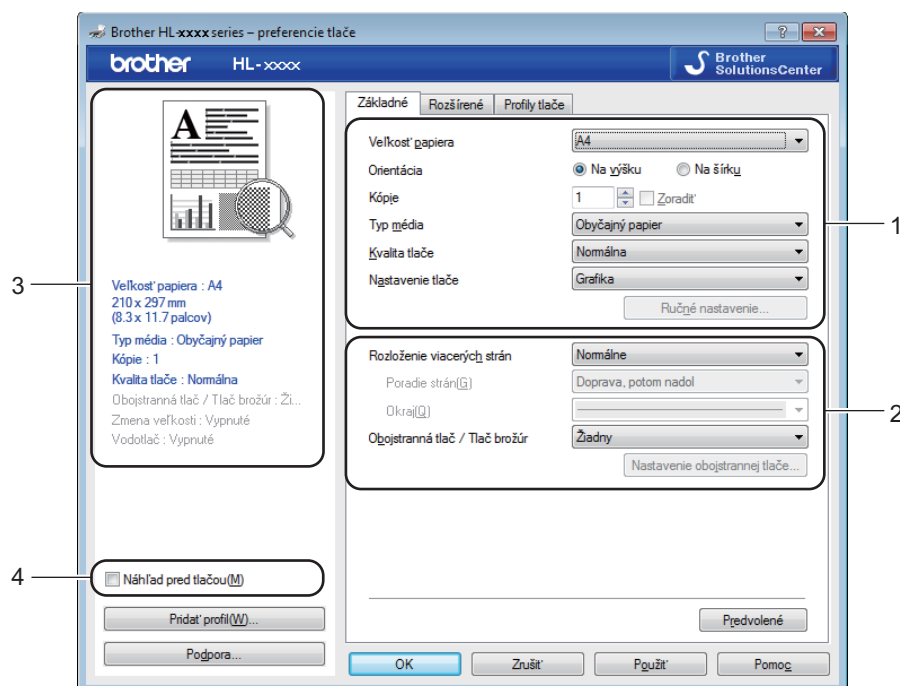 Brother HL-xxxx series – preferencie tlače
brother HL-xxxx
Brother
SolutionsCenter
A
Veľkosť papiera : A4
210 x 297 mm
(8.3 x 11.7 palcov)
Typ média : Obyčajný papier
Kópie : 1
Kvalita tlače : Normálna
Obojstranná tlač / Tlač brožúr : Ži...
Zmena veľkosti : Vypnuté
Vodotlač : Vypnuté
3
Náhľad pred tlačou(M)
4
Pridať profil(W)...
Podpora...
Základné Rozšírené Profily tlače
Veľkosť papiera A4
Orientácia Na výšku Na šírku
Kópie 1 Zoradiť
Typ média Obyčajný papier
Kvalita tlače Normálna
Nastavenie tlače Grafika
Ručné nastavenie...
1
Rozloženie viacerých strán Normálne
Poradie strán(G) Doprava, potom nadol
Okraj(Q)
Obojstranná tlač / Tlač brožúr Žiadny
Nastavenie obojstrannej tlače...
2
Predvolené
OK Zrušiť Použiť Pomoc